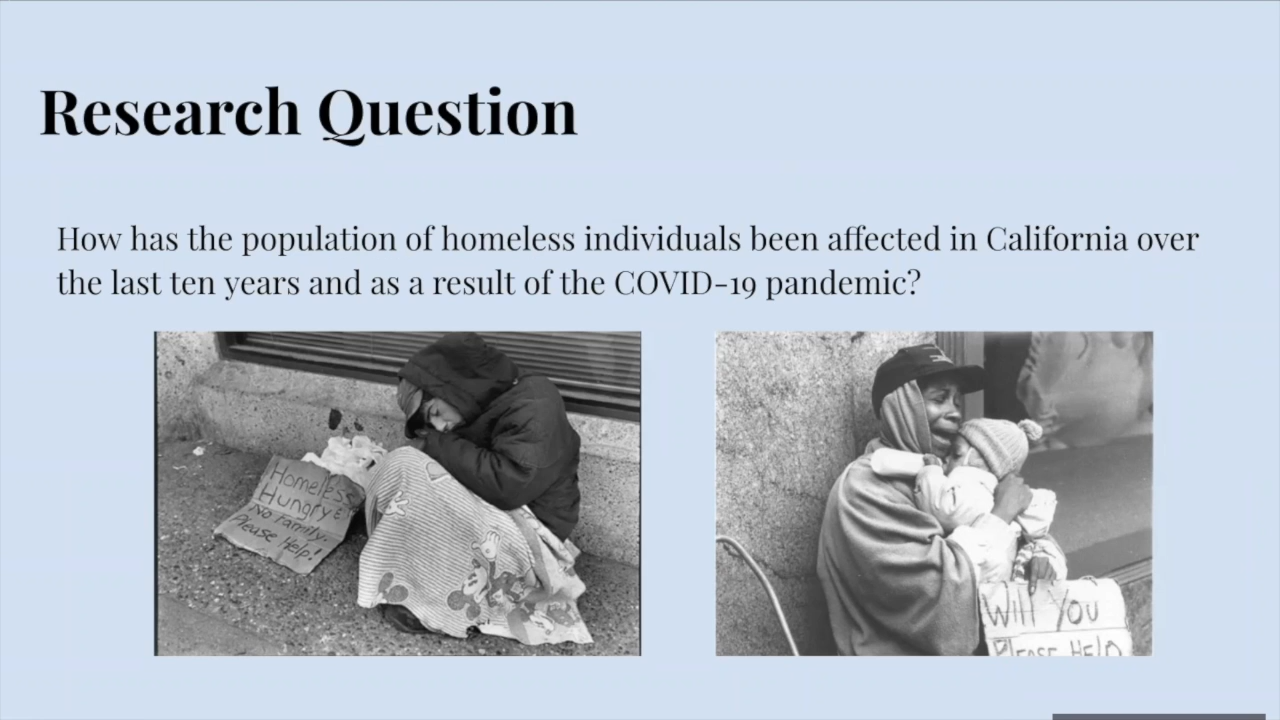 Research Question
How has the population of homeless individuals been affected in California over
the last ten years and as a result of the COVID-19 pandemic?
Homeless
Hungry &
No Family.
Please Help!
Will You
Please Help